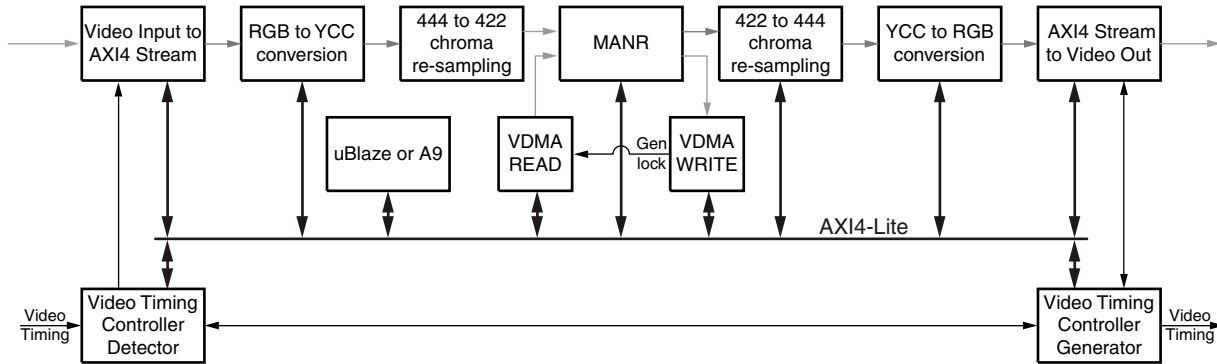 Video Input to
AXI4 Stream
RGB to YCC
conversion
444 to 422
chroma
re-sampling
MANR
422 to 444
chroma
re-sampling
YCC to RGB
conversion
AXI4 Stream
to Video Out
uBlaze or A9
VDMA
READ
Gen
lock
VDMA
WRITE
AXI4-Lite
Video
Timing
Video Timing
Controller
Detector
Video Timing
Controller
Generator
Video
Timing